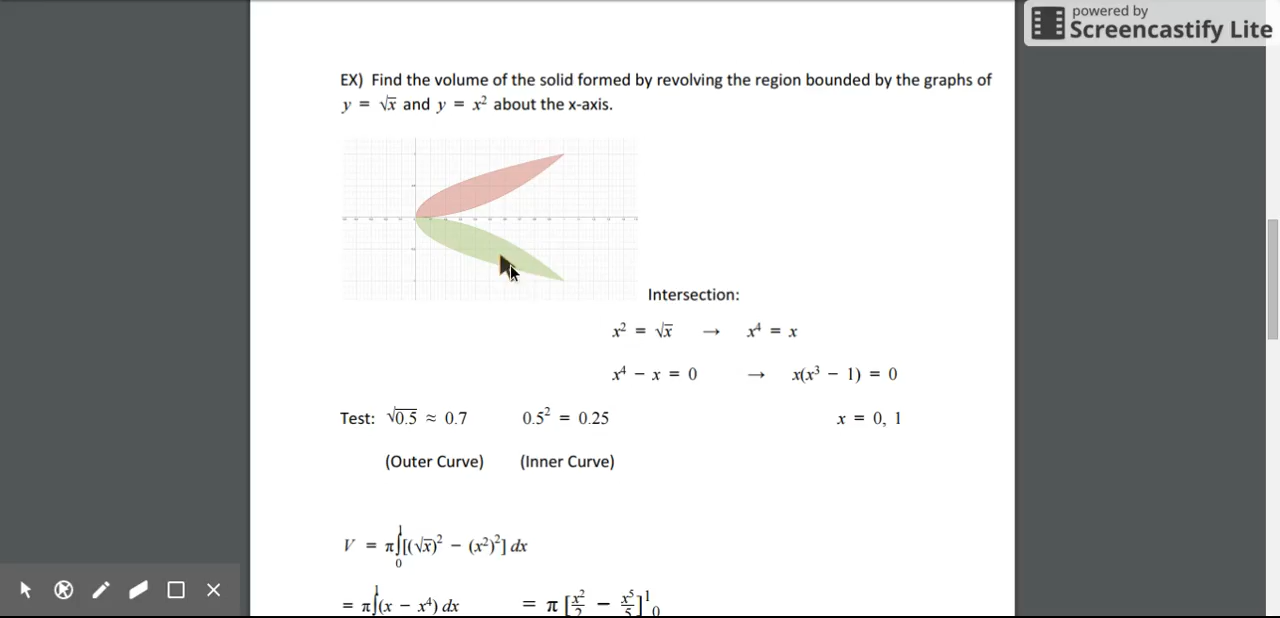 powered by
Screencastify Lite
EX) Find the volume of the solid formed by revolving the region bounded by the graphs of
y = √x and y = x² about the x-axis.
Intersection:
x² = √x → x⁴ = x
x⁴ − x = 0 → x(x³ − 1) = 0
Test: √0.5 ≈ 0.7 0.5² = 0.25 x = 0, 1
(Outer Curve) (Inner Curve)
V = π∫₀¹[(√x)² − (x²)²] dx
= π∫¹(x − x⁴) dx = π [x²/2 − x⁵/5]¹₀